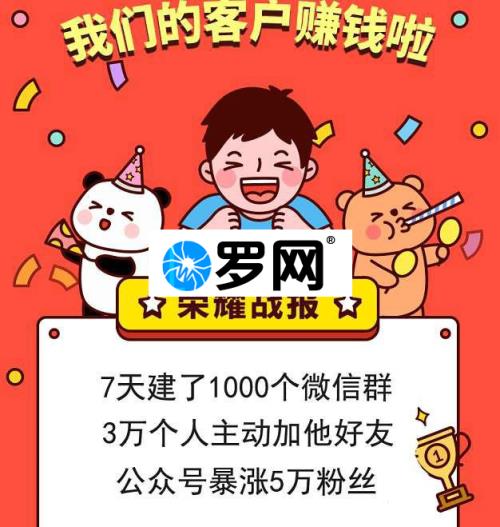 我们的客户赚钱啦
罗网®
荣耀战报
7天建了1000个微信群
3万个人主动加他好友
公众号暴涨5万粉丝
1